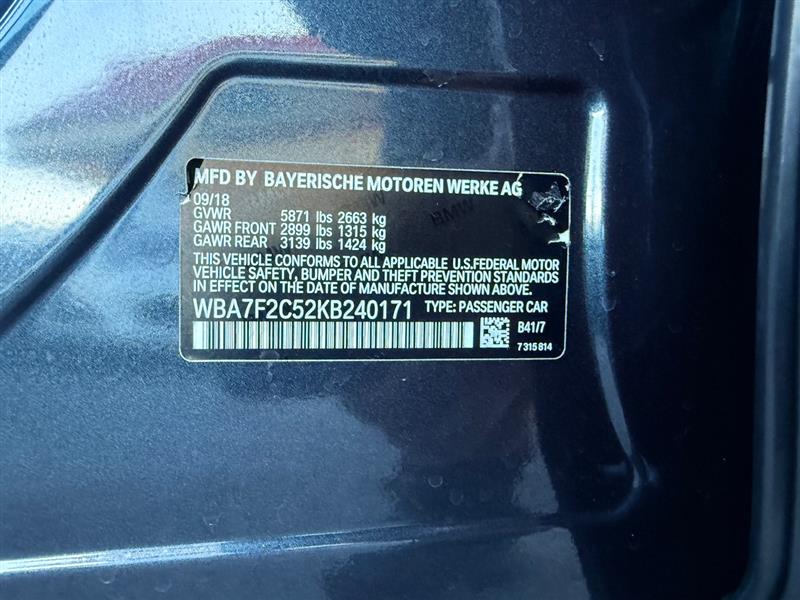 MFD BY BAYERISCHE MOTOREN WERKE AG
09/18
GVWR 5871 lbs 2663 kg
GAWR FRONT 2899 lbs 1315 kg
GAWR REAR 3139 lbs 1424 kg
THIS VEHICLE CONFORMS TO ALL APPLICABLE U.S.FEDERAL MOTOR
VEHICLE SAFETY, BUMPER AND THEFT PREVENTION STANDARDS
IN EFFECT ON THE DATE OF MANUFACTURE SHOWN ABOVE.
WBA7F2C52KB240171 TYPE: PASSENGER CAR
B41/7
7315814